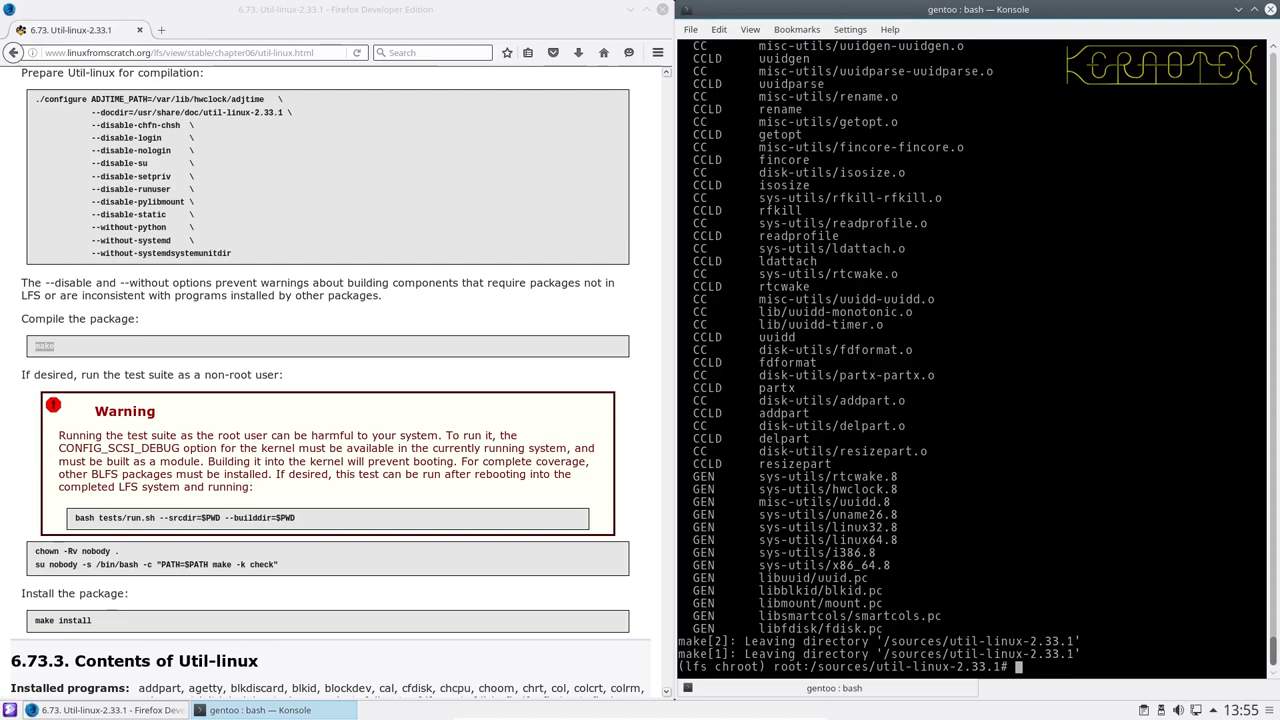 6.73. Util-linux-2.33.1 - Firefox Developer Edition
6.73. Util-linux-2.33.1
www.linuxfromscratch.org/lfs/view/stable/chapter06/util-linux.html
Search
Prepare Util-linux for compilation:
./configure ADJTIME_PATH=/var/lib/hwclock/adjtime \
--docdir=/usr/share/doc/util-linux-2.33.1 \
--disable-chfn-chsh \
--disable-login \
--disable-nologin \
--disable-su \
--disable-setpriv \
--disable-runuser \
--disable-pylibmount \
--disable-static \
--without-python \
--without-systemd \
--without-systemdsystemunitdir
The --disable and --without options prevent warnings about building components that require packages not in
LFS or are inconsistent with programs installed by other packages.
Compile the package:
make
If desired, run the test suite as a non-root user:
Warning
Running the test suite as the root user can be harmful to your system. To run it, the
CONFIG_SCSI_DEBUG option for the kernel must be available in the currently running system, and
must be built as a module. Building it into the kernel will prevent booting. For complete coverage,
other BLFS packages must be installed. If desired, this test can be run after rebooting into the
completed LFS system and running:
bash tests/run.sh --srcdir=$PWD --builddir=$PWD
chown -Rv nobody .
su nobody -s /bin/bash -c "PATH=$PATH make -k check"
Install the package:
make install
6.73.3. Contents of Util-linux
Installed programs: addpart, agetty, blkdiscard, blkid, blockdev, cal, cfdisk, chcpu, choom, chrt, col, colcrt, colrm,
gentoo : bash — Konsole
File Edit View Bookmarks Settings Help
KERAOTEX
CC misc-utils/uuidgen-uuidgen.o
CCLD uuidgen
CC misc-utils/uuidparse-uuidparse.o
CCLD uuidparse
CC misc-utils/rename.o
CCLD rename
CC misc-utils/getopt.o
CCLD getopt
CC misc-utils/fincore-fincore.o
CCLD fincore
CC disk-utils/isosize.o
CCLD isosize
CC sys-utils/rfkill-rfkill.o
CCLD rfkill
CC sys-utils/readprofile.o
CCLD readprofile
CC sys-utils/ldattach.o
CCLD ldattach
CC sys-utils/rtcwake.o
CCLD rtcwake
CC misc-utils/uuidd-uuidd.o
CC lib/uuidd-monotonic.o
CC lib/uuidd-timer.o
CCLD uuidd
CC disk-utils/fdformat.o
CCLD fdformat
CC disk-utils/partx-partx.o
CCLD partx
CC disk-utils/addpart.o
CCLD addpart
CC disk-utils/delpart.o
CCLD delpart
CC disk-utils/resizepart.o
CCLD resizepart
GEN sys-utils/rtcwake.8
GEN sys-utils/hwclock.8
GEN misc-utils/uuidd.8
GEN sys-utils/uname26.8
GEN sys-utils/linux32.8
GEN sys-utils/linux64.8
GEN sys-utils/i386.8
GEN sys-utils/x86_64.8
GEN libuuid/uuid.pc
GEN libblkid/blkid.pc
GEN libmount/mount.pc
GEN libsmartcols/smartcols.pc
GEN libfdisk/fdisk.pc
make[2]: Leaving directory '/sources/util-linux-2.33.1'
make[1]: Leaving directory '/sources/util-linux-2.33.1'
(lfs chroot) root:/sources/util-linux-2.33.1#
gentoo : bash
6.73. Util-linux-2.33.1 - Firefox Dev
gentoo : bash — Konsole
13:55